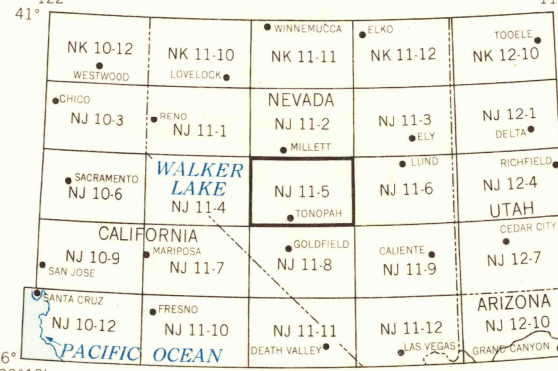 122
11
41°
WINNEMUCCA
ELKO
TOOELE
NK 10-12
NK 11-10
NK 11-11
NK 11-12
NK 12-10
WESTWOOD
LOVELOCK
CHICO
NEVADA
NJ 10-3
RENO
NJ 11-1
NJ 11-2
NJ 11-3
NJ 12-1
ELY
DELTA
MILLETT
LUND
RICHFIELD
SACRAMENTO
NJ 10-6
WALKER
LAKE
NJ 11-4
NJ 11-5
NJ 11-6
NJ 12-4
TONOPAH
UTAH
CALIFORNIA
CEDAR CITY
GOLDFIELD
NJ 10-9
MARIPOSA
NJ 11-7
NJ 11-8
CALIENTE
NJ 11-9
NJ 12-7
SAN JOSE
SANTA CRUZ
FRESNO
ARIZONA
NJ 10-12
NJ 11-10
NJ 11-11
NJ 11-12
NJ 12-10
PACIFIC OCEAN
DEATH VALLEY
LAS VEGAS
GRAND CANYON
6°